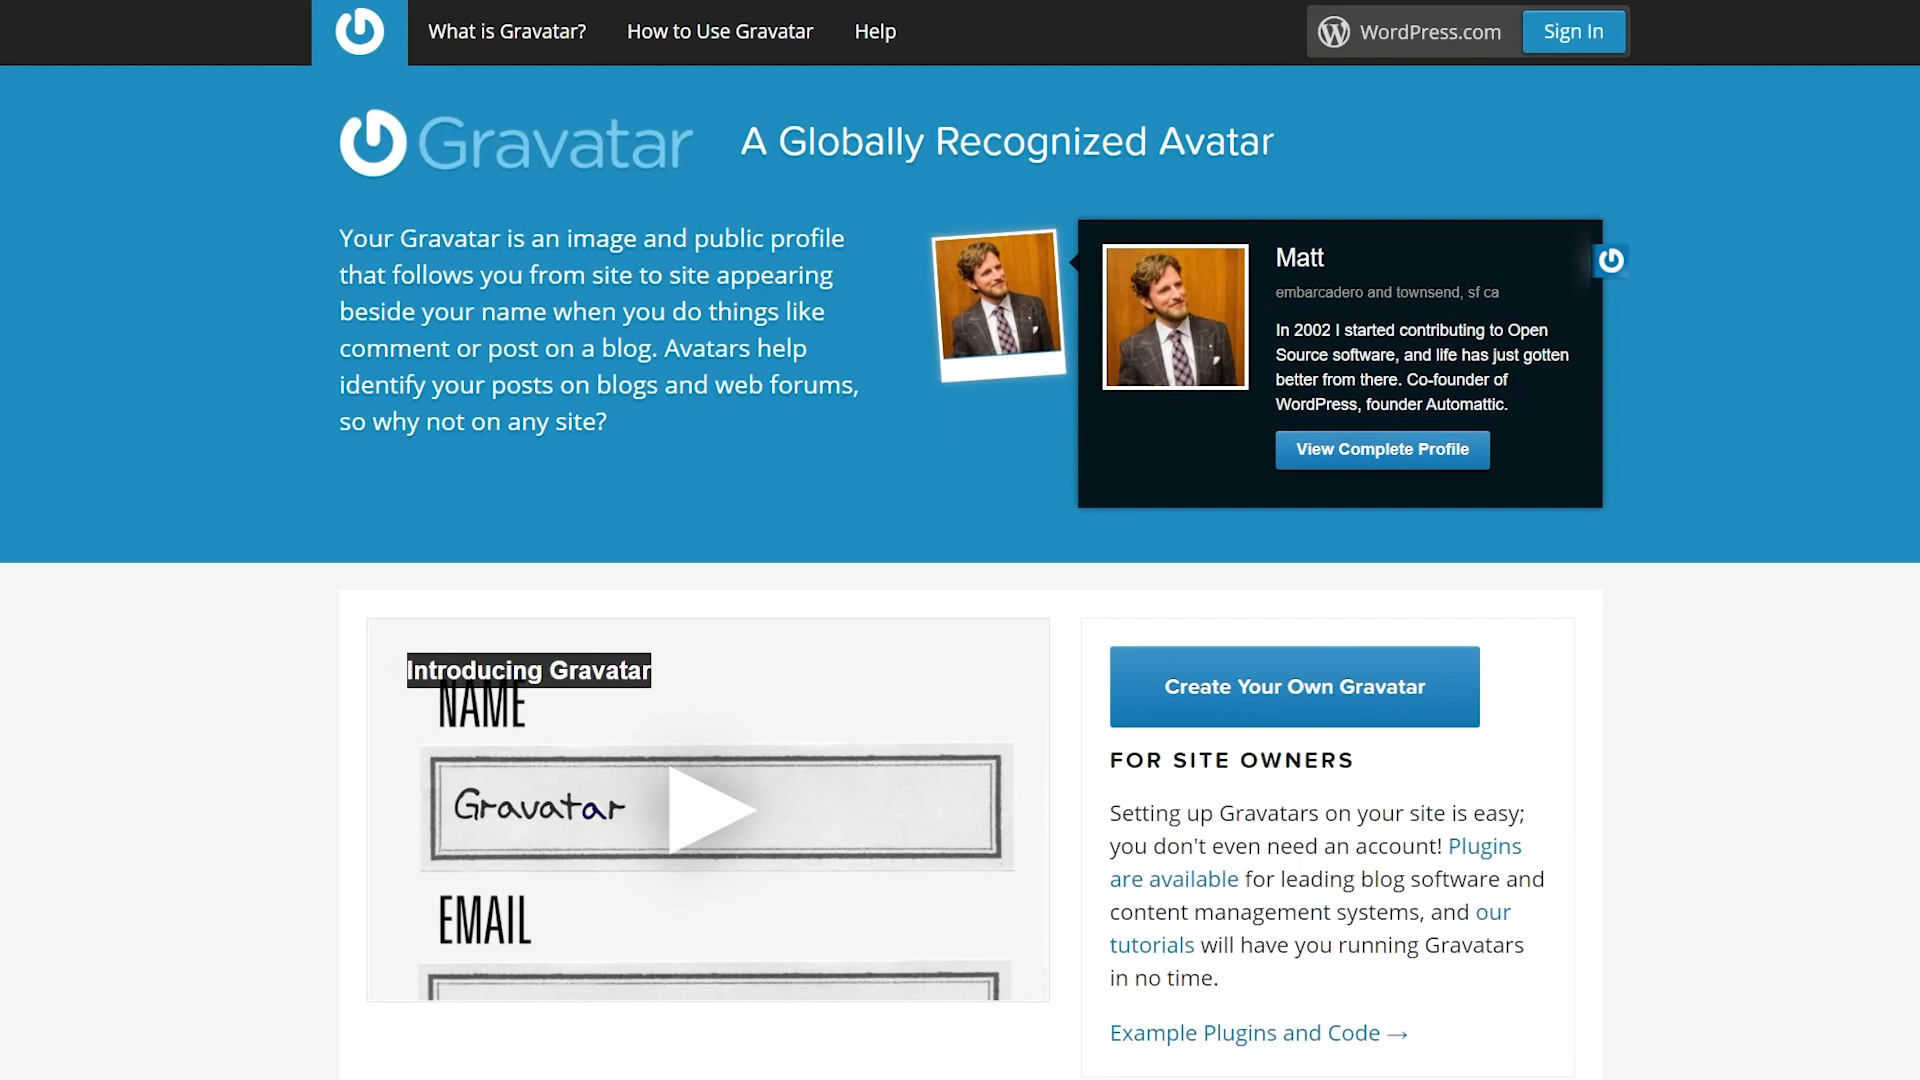 What is Gravatar?
How to Use Gravatar
Help
WordPress.com
Sign In
Gravatar
A Globally Recognized Avatar
Your Gravatar is an image and public profile
that follows you from site to site appearing
beside your name when you do things like
comment or post on a blog. Avatars help
identify your posts on blogs and web forums,
so why not on any site?
Matt
embarcadero and townsend, sf ca
In 2002 I started contributing to Open
Source software, and life has just gotten
better from there. Co-founder of
WordPress, founder Automattic.
View Complete Profile
Introducing Gravatar
NAME
Gravatar
EMAIL
Create Your Own Gravatar
FOR SITE OWNERS
Setting up Gravatars on your site is easy;
you don't even need an account! Plugins
are available for leading blog software and
content management systems, and our
tutorials will have you running Gravatars
in no time.
Example Plugins and Code →